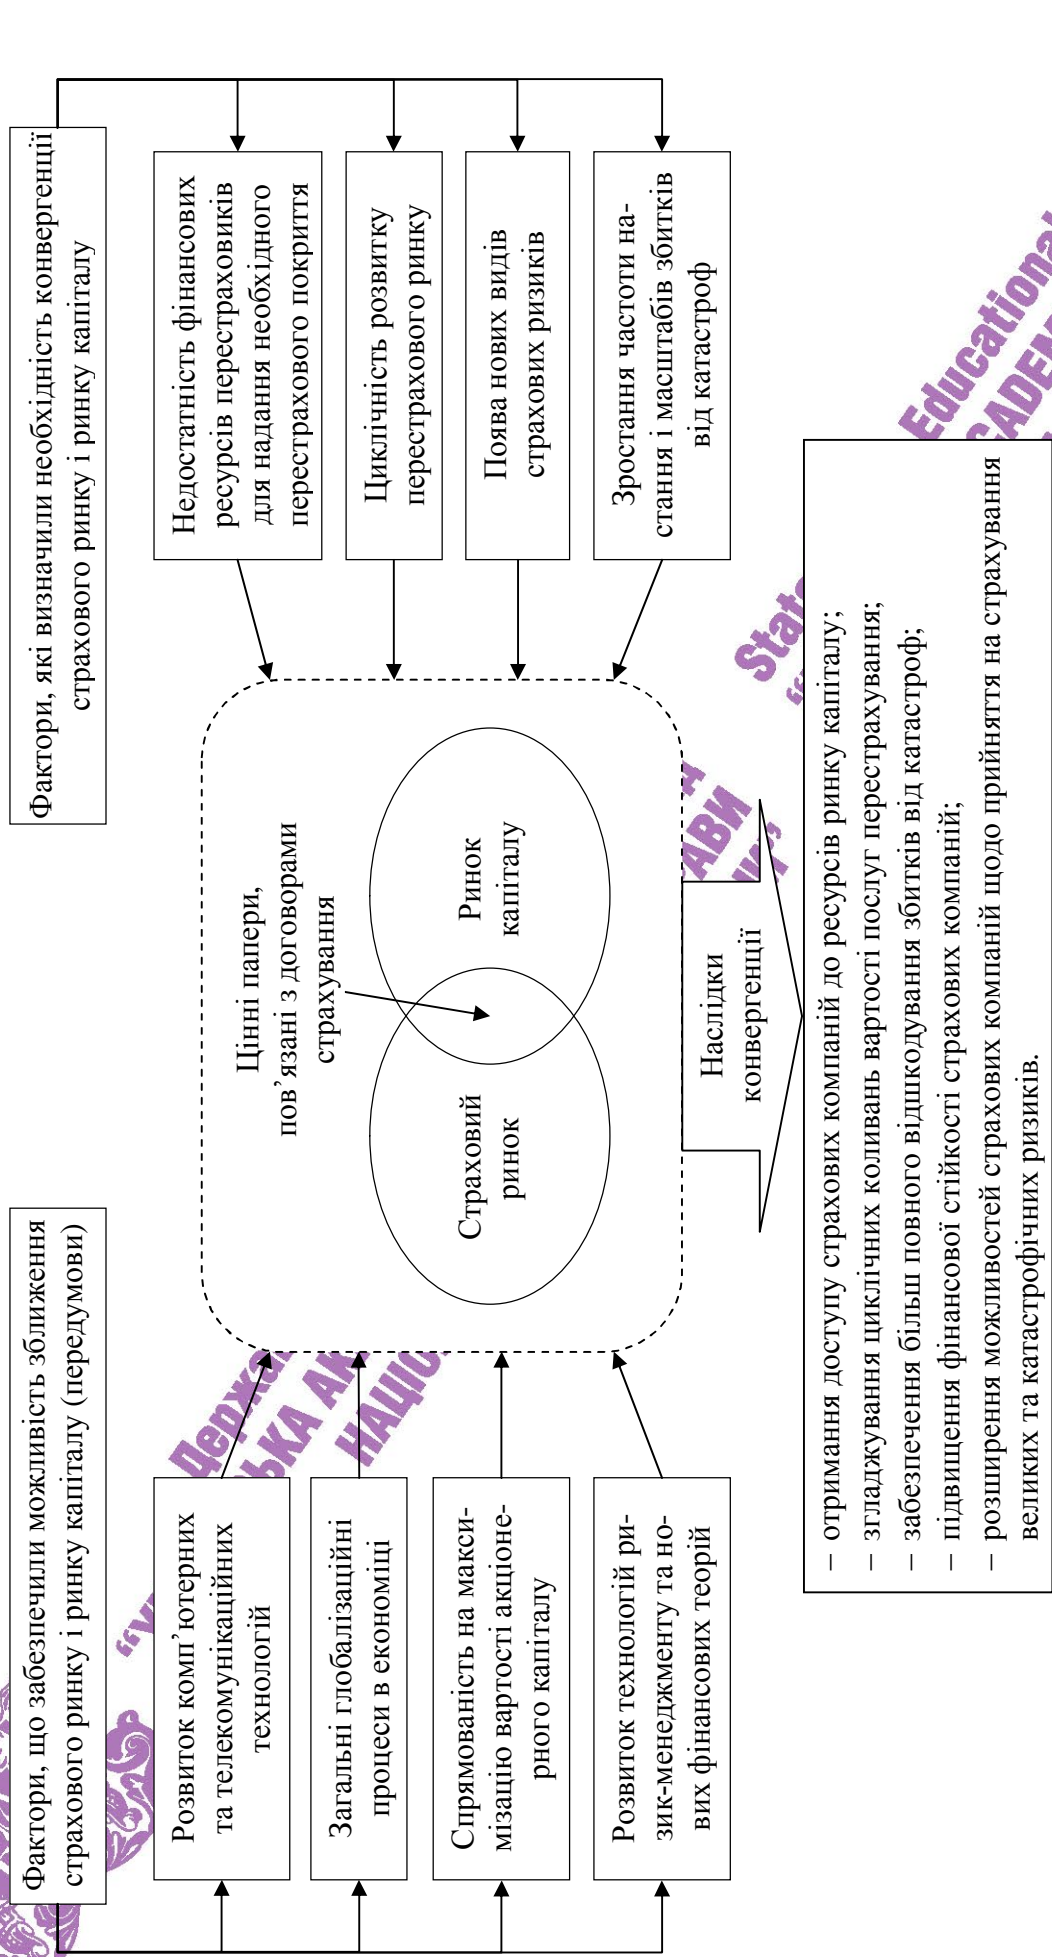 Фактори, що забезпечили можливість зближення
страхового ринку і ринку капіталу (передумови)
Фактори, які визначили необхідність конвергенції
страхового ринку і ринку капіталу
Розвиток комп’ютерних
та телекомунікаційних
технологій
Загальні глобалізаційні
процеси в економіці
Спрямованість на макси-
мізацію вартості акціоне-
рного капіталу
Розвиток технологій ри-
зик-менеджменту та но-
вих фінансових теорій
Цінні папери,
пов’язані з договорами
страхування
Страховий
ринок
Ринок
капіталу
Недостатність фінансових
ресурсів перестраховиків
для надання необхідного
перестрахового покриття
Циклічність розвитку
перестрахового ринку
Поява нових видів
страхових ризиків
Зростання частоти на-
стання і масштабів збитків
від катастроф
Наслідки
конвергенції
– отримання доступу страхових компаній до ресурсів ринку капіталу;
– згладжування циклічних коливань вартості послуг перестрахування;
– забезпечення більш повного відшкодування збитків від катастроф;
– підвищення фінансової стійкості страхових компаній;
– розширення можливостей страхових компаній щодо прийняття на страхування
великих та катастрофічних ризиків.
Educational